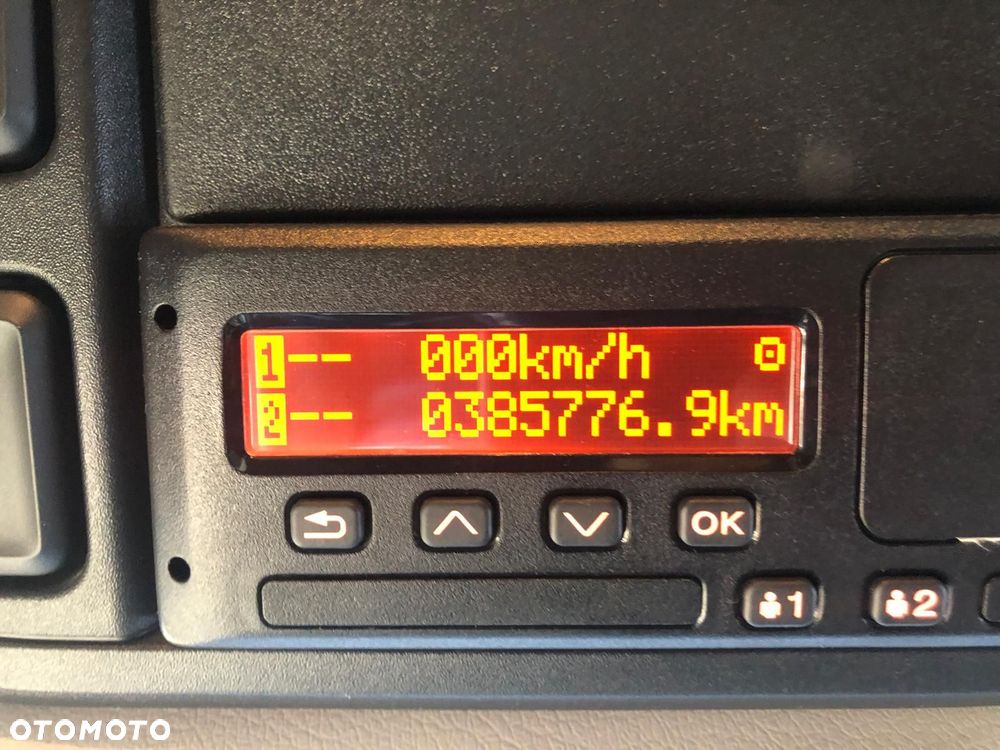 1-- 000km/h
2-- 0385776.9km
OK
1 2
OTOMOTO